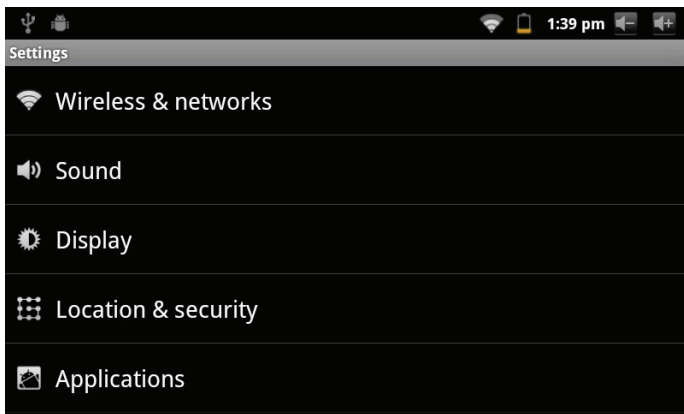 1:39 pm
Settings
Wireless & networks
Sound
Display
Location & security
Applications